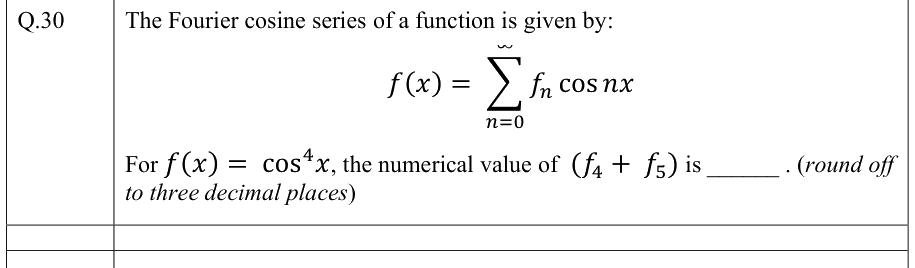 Q.30 The Fourier cosine series of a function is given by:
∞
f(x) = ∑ fₙ cos nx
n=0
For f(x) = cos⁴x, the numerical value of (f₄ + f₅) is ______ . (round off
to three decimal places)